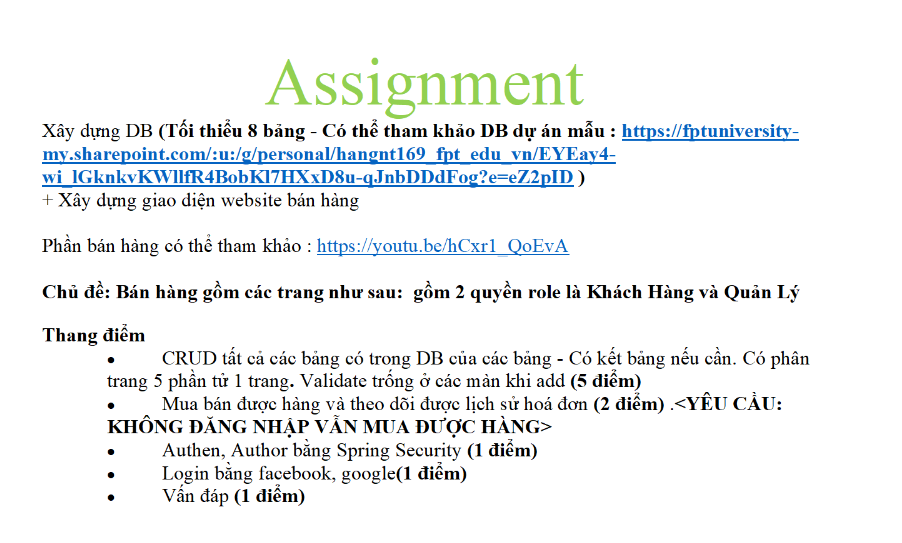 Assignment
Xây dựng DB (Tối thiểu 8 bảng - Có thể tham khảo DB dự án mẫu : https://fptuniversity-
my.sharepoint.com/:u:/g/personal/hangnt169_fpt_edu_vn/EYEay4-
wi_lGknkvKWllfR4BobKl7HXxD8u-qJnbDDdFog?e=eZ2pID )
+ Xây dựng giao diện website bán hàng
Phần bán hàng có thể tham khảo : https://youtu.be/hCxr1_QoEvA
Chủ đề: Bán hàng gồm các trang như sau:  gồm 2 quyền role là Khách Hàng và Quản Lý
Thang điểm
• CRUD tất cả các bảng có trong DB của các bảng - Có kết bảng nếu cần. Có phân
trang 5 phần tử 1 trang. Validate trống ở các màn khi add (5 điểm)
• Mua bán được hàng và theo dõi được lịch sử hoá đơn (2 điểm) .<YÊU CẦU:
KHÔNG ĐĂNG NHẬP VẪN MUA ĐƯỢC HÀNG>
• Authen, Author bằng Spring Security (1 điểm)
• Login bằng facebook, google(1 điểm)
• Vấn đáp (1 điểm)